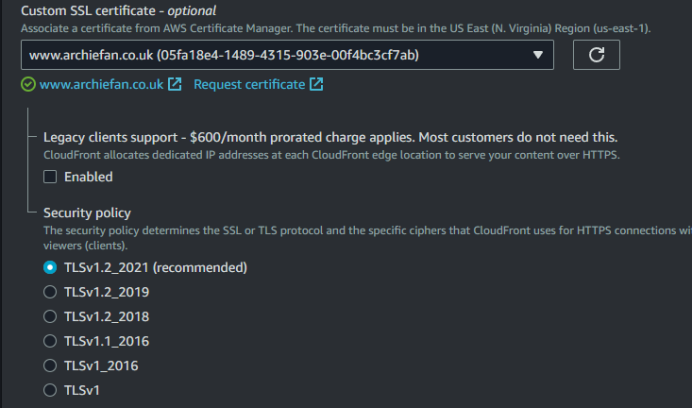 Custom SSL certificate - optional
Associate a certificate from AWS Certificate Manager. The certificate must be in the US East (N. Virginia) Region (us-east-1).
www.archiefan.co.uk (05fa18e4-1489-4315-903e-00f4bc3cf7ab)
www.archiefan.co.uk Request certificate
Legacy clients support - $600/month prorated charge applies. Most customers do not need this.
CloudFront allocates dedicated IP addresses at each CloudFront edge location to serve your content over HTTPS.
Enabled
Security policy
The security policy determines the SSL or TLS protocol and the specific ciphers that CloudFront uses for HTTPS connections wi
viewers (clients).
TLSv1.2_2021 (recommended)
TLSv1.2_2019
TLSv1.2_2018
TLSv1.1_2016
TLSv1_2016
TLSv1